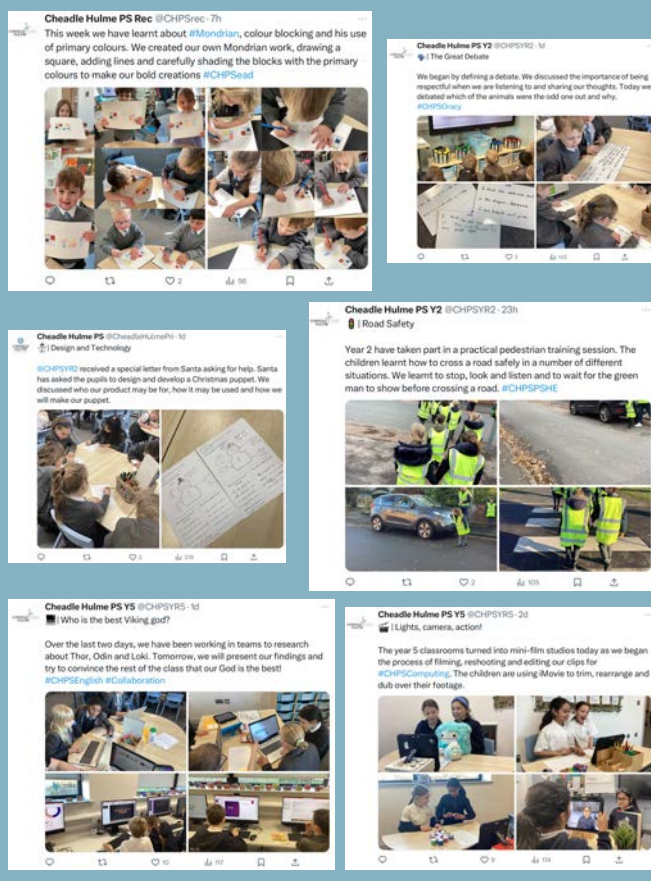 Cheadle Hulme PS Rec @CHPSrec · 7h
This week we have learnt about #Mondrian, colour blocking and his use
of primary colours. We created our own Mondrian work, drawing a
square, adding lines and carefully shading the blocks with the primary
colours to make our bold creations #CHPSead
2
56
Cheadle Hulme PS Y2 @CHPSYR2 · 1d
| The Great Debate
We began by defining a debate. We discussed the importance of being
respectful when we are listening to and sharing our thoughts. Today we
debated which of the animals were the odd one out and why.
#CHPSOracy
3
142
Cheadle Hulme PS @CheadleHulmePri · 1d
| Design and Technology
@CHPSYR2 received a special letter from Santa asking for help. Santa
has asked the pupils to design and develop a Christmas puppet. We
discussed who our product may be for, how it may be used and how we
will make our puppet.
2
Cheadle Hulme PS Y2 @CHPSYR2 · 23h
| Road Safety
Year 2 have taken part in a practical pedestrian training session. The
children learnt how to cross a road safely in a number of different
situations. We learnt to stop, look and listen and to wait for the green
man to show before crossing a road. #CHPSPSHE
2
105
Cheadle Hulme PS Y5 @CHPSYR5 · 1d
| Who is the best Viking god?
Over the last two days, we have been working in teams to research
about Thor, Odin and Loki. Tomorrow, we will present our findings and
try to convince the rest of the class that our God is the best!
#CHPSEnglish #Collaboration
10
117
Cheadle Hulme PS Y5 @CHPSYR5 · 2d
| Lights, camera, action!
The year 5 classrooms turned into mini-film studios today as we began
the process of filming, reshooting and editing our clips for
#CHPSComputing. The children are using iMovie to trim, rearrange and
dub over their footage.
9
174